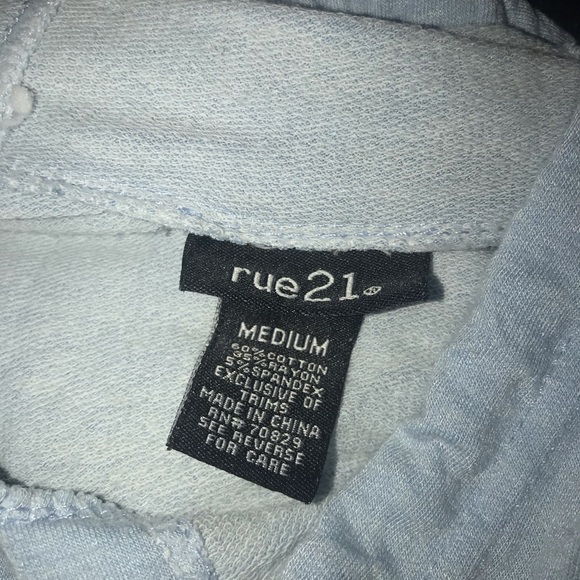 rue21®
MEDIUM
60%COTTON
35%RAYON
5%SPANDEX
EXCLUSIVE OF
TRIMS
MADE IN CHINA
RN# 70829
SEE REVERSE
FOR CARE